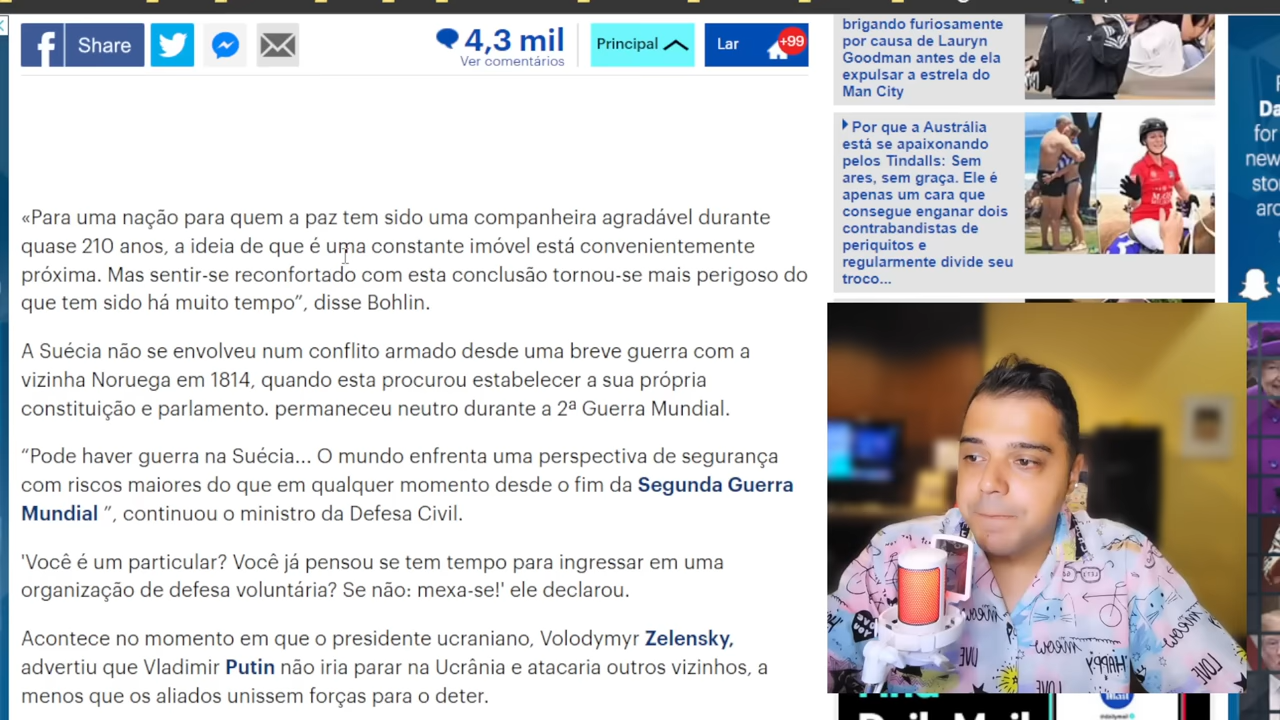 Share
4,3 mil
Ver comentários
Principal
Lar
+99
«Para uma nação para quem a paz tem sido uma companheira agradável durante
quase 210 anos, a ideia de que é uma constante imóvel está convenientemente
próxima. Mas sentir-se reconfortado com esta conclusão tornou-se mais perigoso do
que tem sido há muito tempo”, disse Bohlin.
A Suécia não se envolveu num conflito armado desde uma breve guerra com a
vizinha Noruega em 1814, quando esta procurou estabelecer a sua própria
constituição e parlamento. permaneceu neutro durante a 2ª Guerra Mundial.
“Pode haver guerra na Suécia... O mundo enfrenta uma perspectiva de segurança
com riscos maiores do que em qualquer momento desde o fim da Segunda Guerra
Mundial ”, continuou o ministro da Defesa Civil.
'Você é um particular? Você já pensou se tem tempo para ingressar em uma
organização de defesa voluntária? Se não: mexa-se!' ele declarou.
Acontece no momento em que o presidente ucraniano, Volodymyr Zelensky,
advertiu que Vladimir Putin não iria parar na Ucrânia e atacaria outros vizinhos, a
menos que os aliados unissem forças para o deter.
brigando furiosamente
por causa de Lauryn
Goodman antes de ela
expulsar a estrela do
Man City
Por que a Austrália
está se apaixonando
pelos Tindalls: Sem
ares, sem graça. Ele é
apenas um cara que
consegue enganar dois
contrabandistas de
periquitos e
regularmente divide seu
troco...
for
new
meow
LOVE
HAPPY
LOVE
Daily Mail